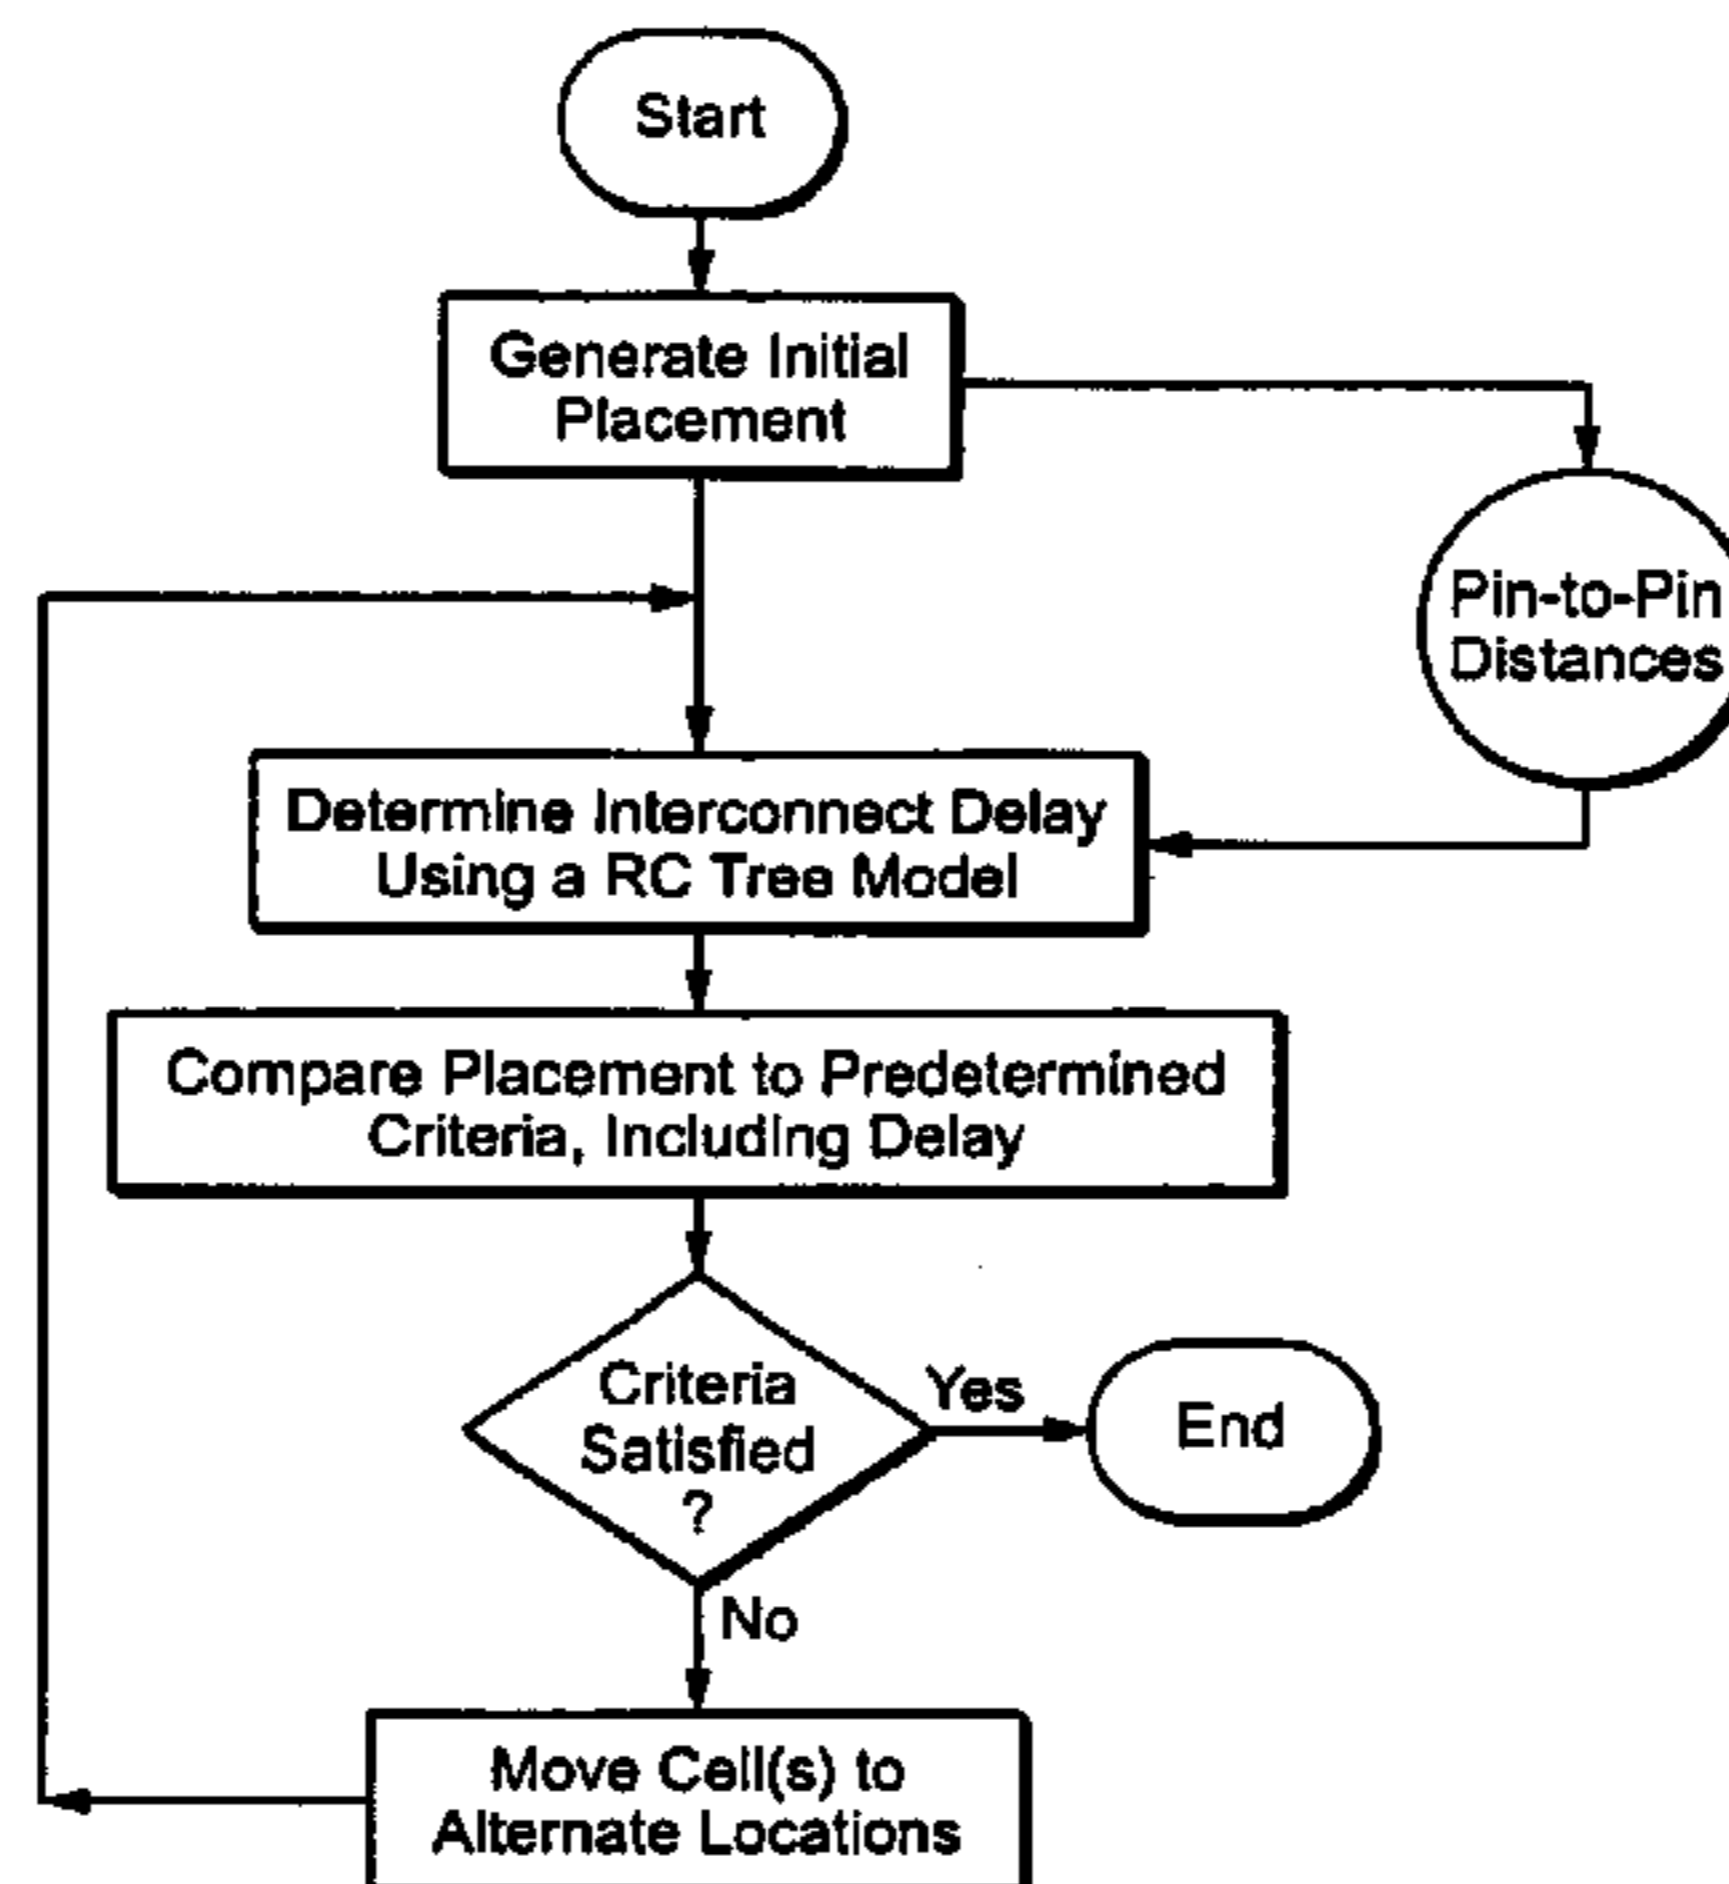 Start
Generate Initial
Placement
Pin-to-Pin
Distances
Determine Interconnect Delay
Using a RC Tree Model
Compare Placement to Predetermined
Criteria, Including Delay
Criteria
Satisfied
?
Yes
End
No
Move Cell(s) to
Alternate Locations